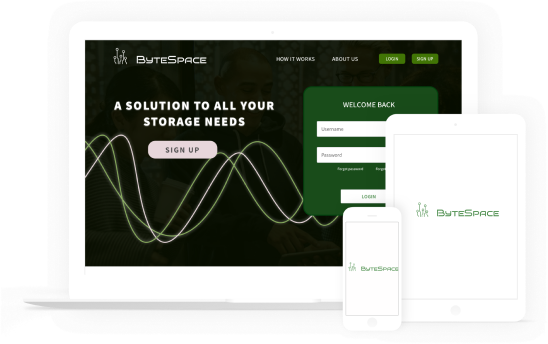 BYTESPACE
HOW IT WORKS
ABOUT US
LOGIN
SIGN UP
A SOLUTION TO ALL YOUR
STORAGE NEEDS
SIGN UP
WELCOME BACK
Username
Password
Forgot password
Forgot
LOGIN
BYTESPACE
BYTESPACE